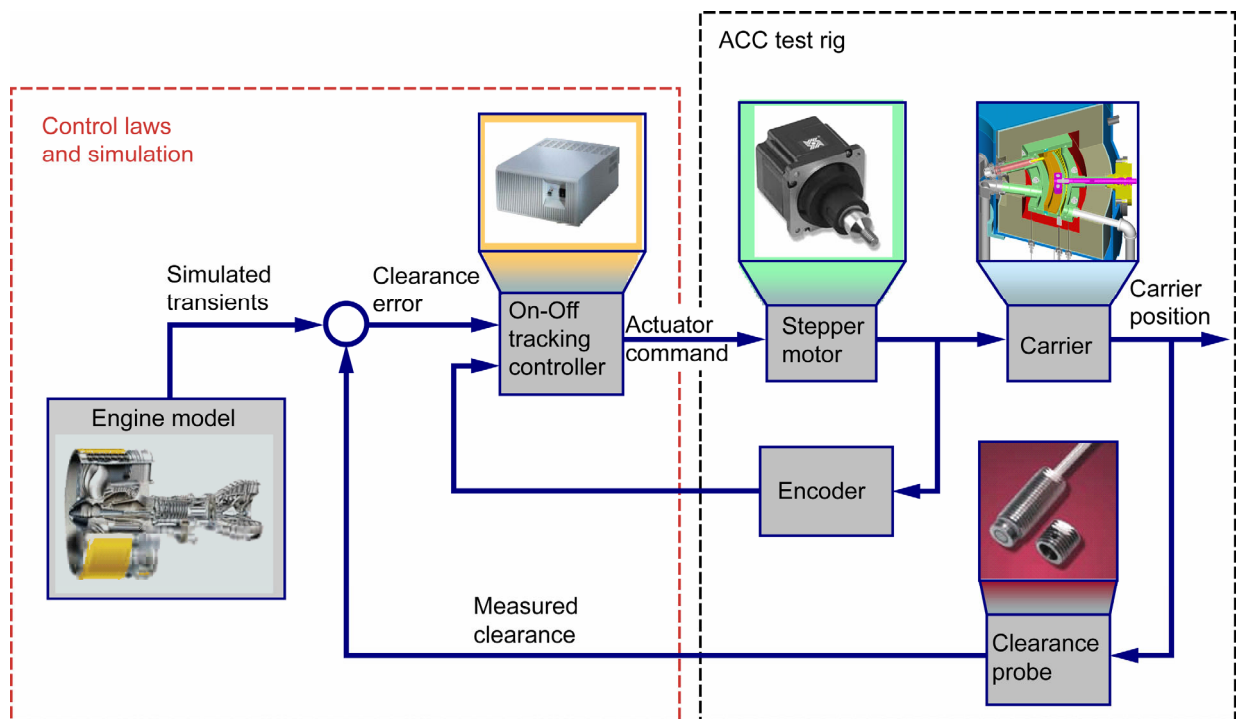 ACC test rig
Control laws
and simulation
Simulated
transients
Clearance
error
On-Off
tracking
controller
Actuator
command
Stepper
motor
Carrier
Carrier
position
Engine model
Encoder
Measured
clearance
Clearance
probe